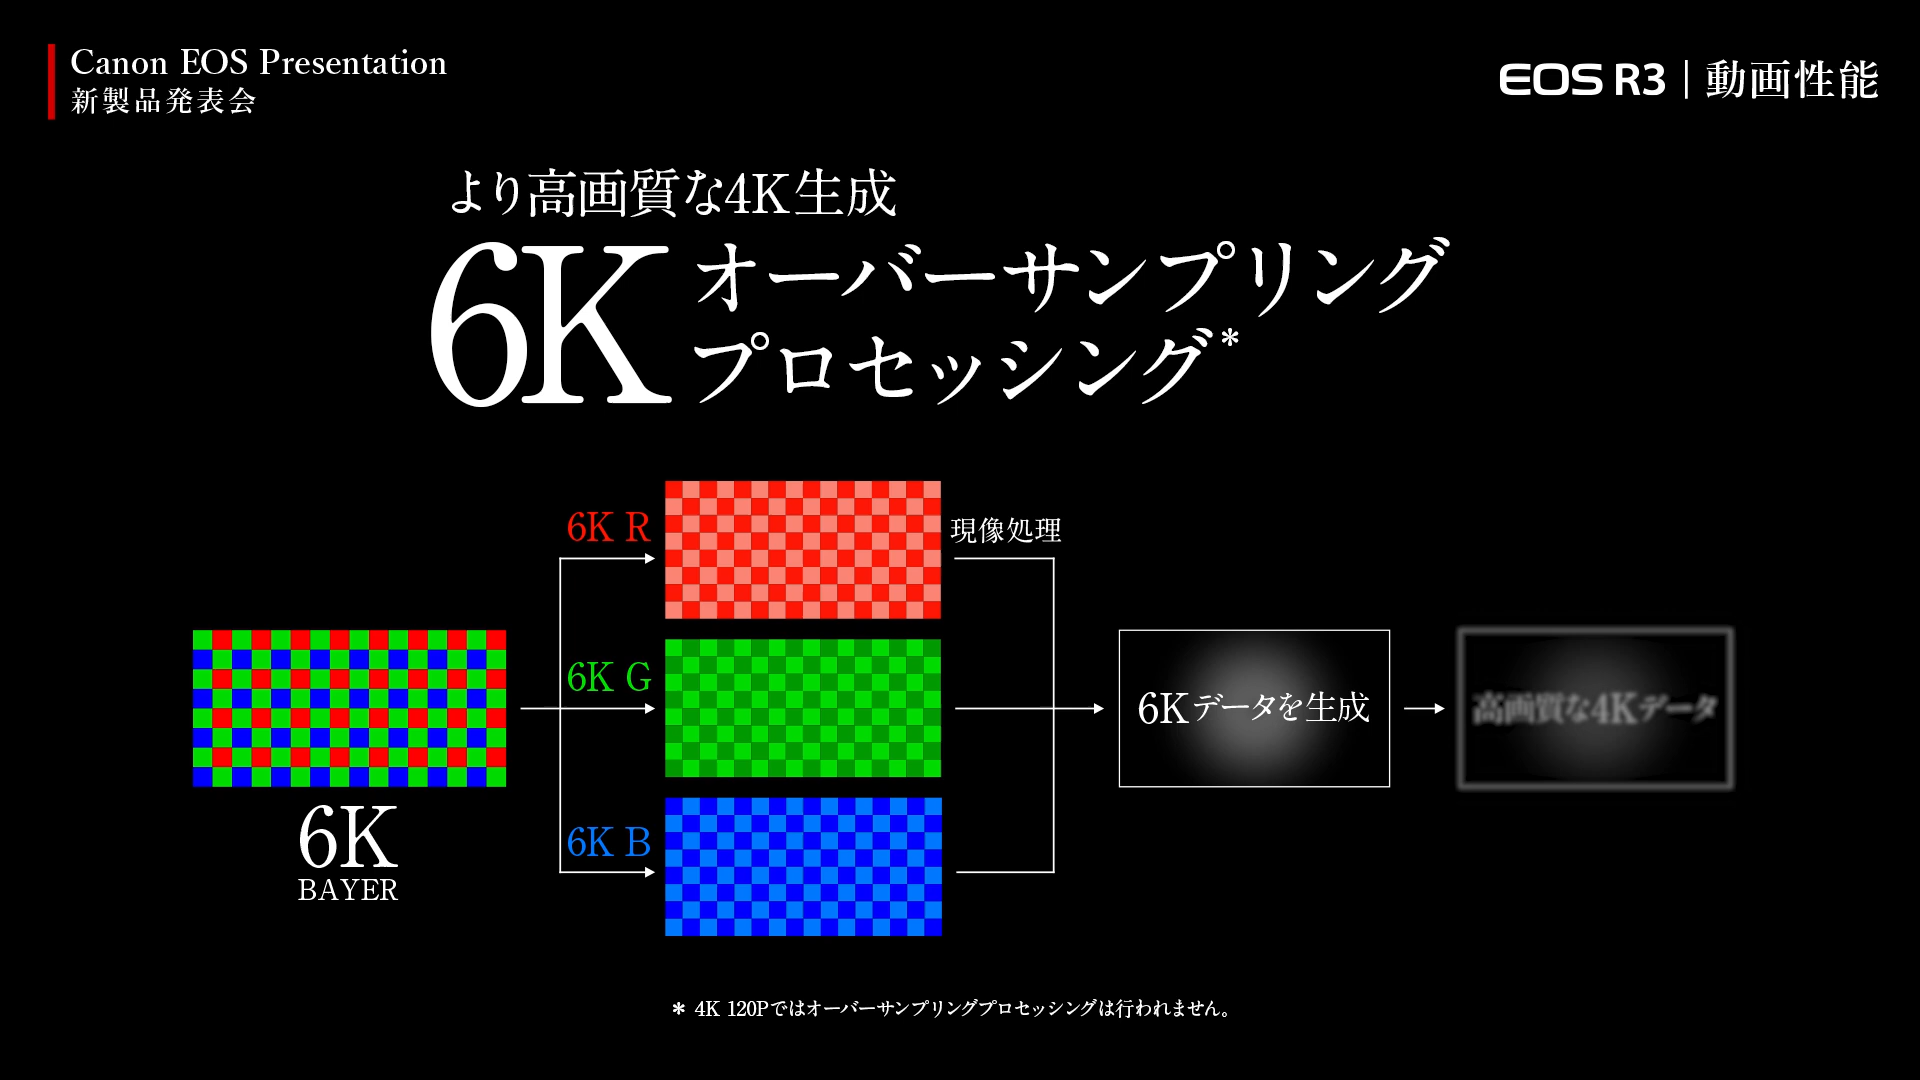 Canon EOS Presentation
新製品発表会
EOS R3 | 動画性能
より高画質な4K生成
6K オーバーサンプリング
プロセッシング*
6K R
現像処理
6K G
6K B
6K
BAYER
6Kデータを生成
高画質な4Kデータ
* 4K 120Pではオーバーサンプリングプロセッシングは行われません。